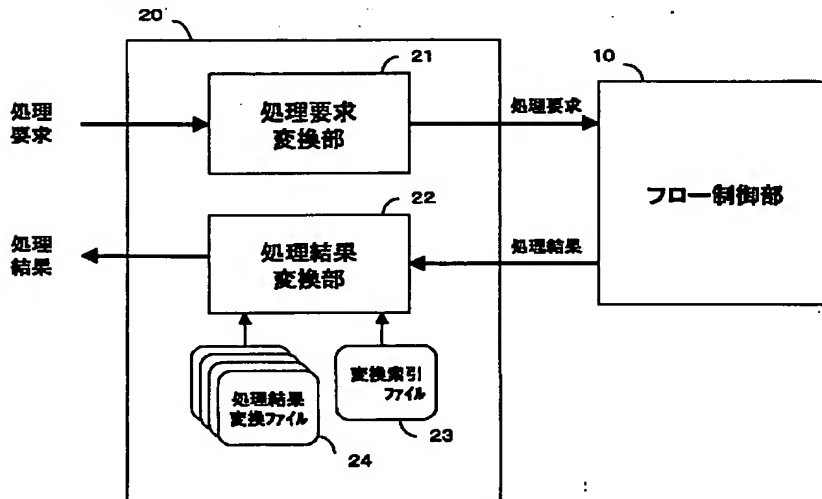 20
21
10
処理
要求
処理要求
変換部
処理要求
フロー制御部
22
処理
結果
処理結果
変換部
処理結果
処理結果
変換ファイル
変換索引
ファイル
24
23